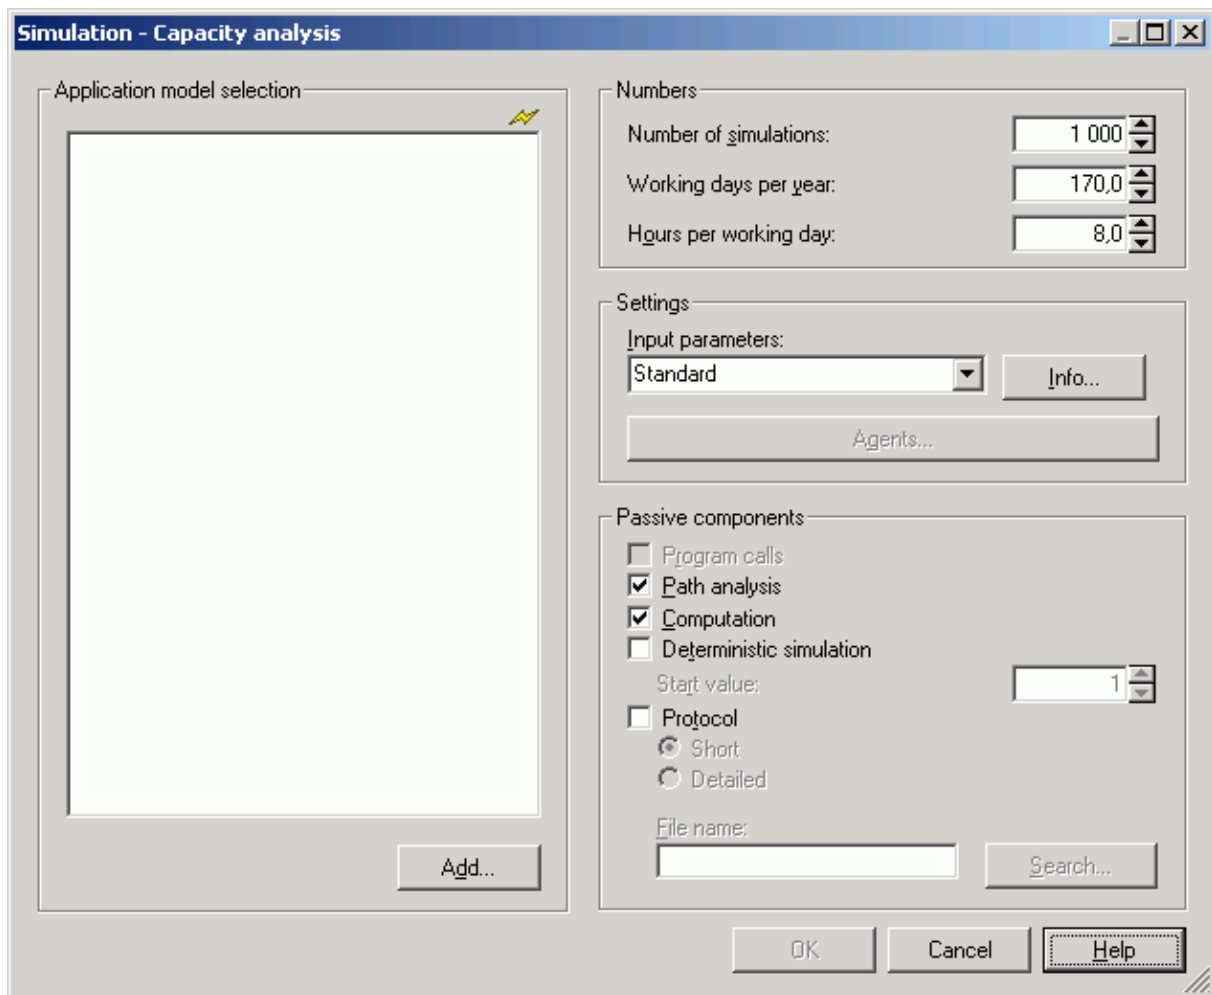 Simulation - Capacity analysis
Application model selection
Add...
Numbers
Number of simulations: 1 000
Working days per year: 170,0
Hours per working day: 8,0
Settings
Input parameters:
Standard Info...
Agents...
Passive components
Program calls
Path analysis
Computation
Deterministic simulation
Start value: 1
Protocol
Short
Detailed
File name:
Search...
OK Cancel Help